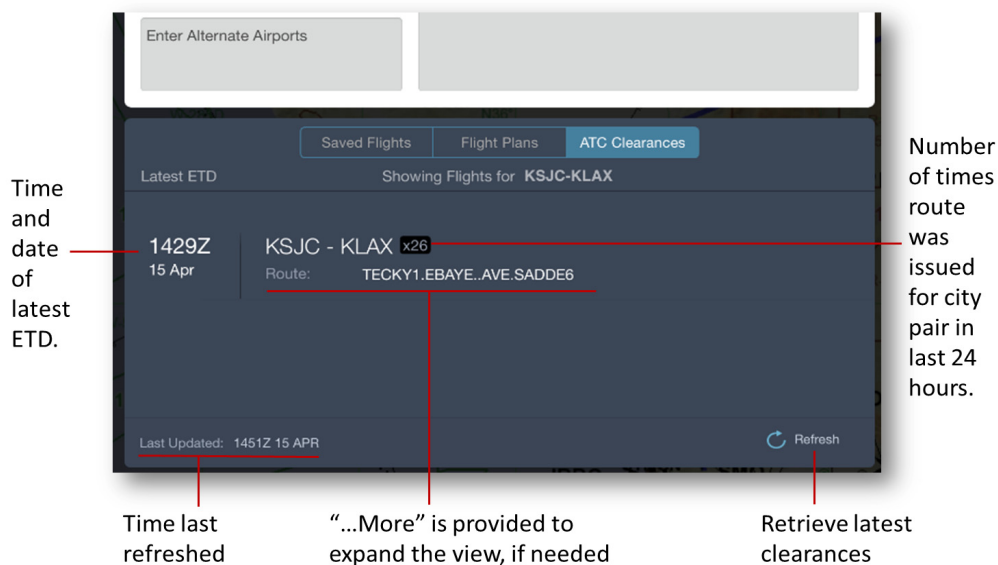 Enter Alternate Airports
Saved Flights
Flight Plans
ATC Clearances
Latest ETD
Showing Flights for KSJC-KLAX
1429Z
15 Apr
KSJC - KLAX x26
Route: TECKY1.EBAYE..AVE.SADDE6
Last Updated: 1451Z 15 APR
Refresh
Time
and
date
of
latest
ETD.
Number
of times
route
was
issued
for city
pair in
last 24
hours.
Time last
refreshed
“...More” is provided to
expand the view, if needed
Retrieve latest
clearances